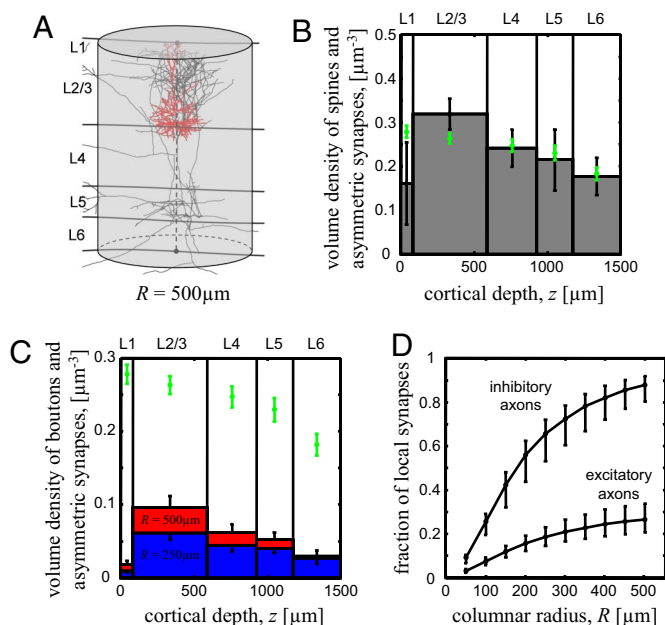 A
L1
L2/3
L4
L5
L6
R = 500µm
B
L1 L2/3 L4 L5 L6
volume density of spines and
asymmetric synapses, [µm-3]
0.5
0.4
0.3
0.2
0.1
0
0 500 1000 1500
cortical depth, z [µm]
C
L1 L2/3 L4 L5 L6
volume density of boutons and
asymmetric synapses, [µm-3]
0.3
0.2
0.1
0
R = 500µm
R = 250µm
0 500 1000 1500
cortical depth, z [µm]
D
fraction of local synapses
1
0.8
0.6
0.4
0.2
0
inhibitory
axons
excitatory
axons
0 100 200 300 400 500
columnar radius, R [µm]